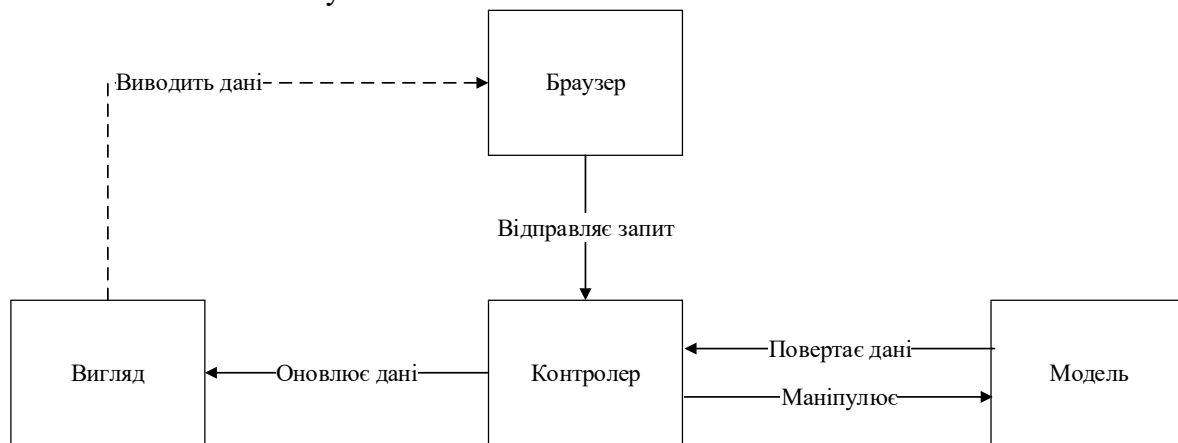 у
Браузер
Виводить дані
Відправляє запит
Вигляд
Оновлює дані
Контролер
Повертає дані
Маніпулює
Модель